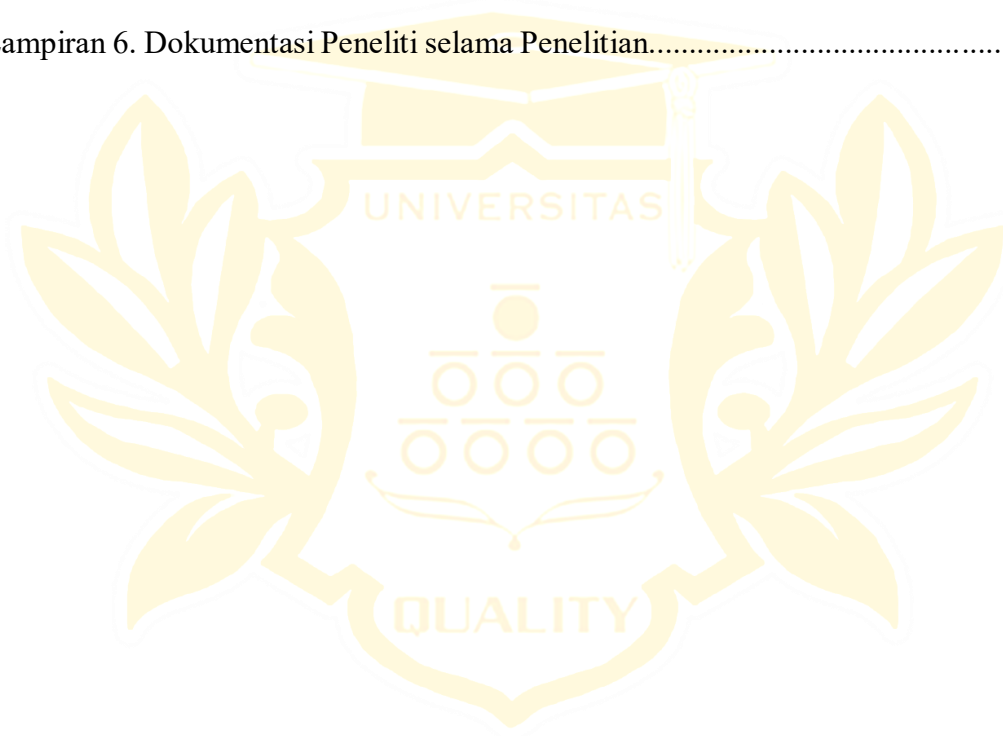 ampiran 6. Dokumentasi Peneliti selama Penelitian...........................................
UNIVERSITAS
QUALITY